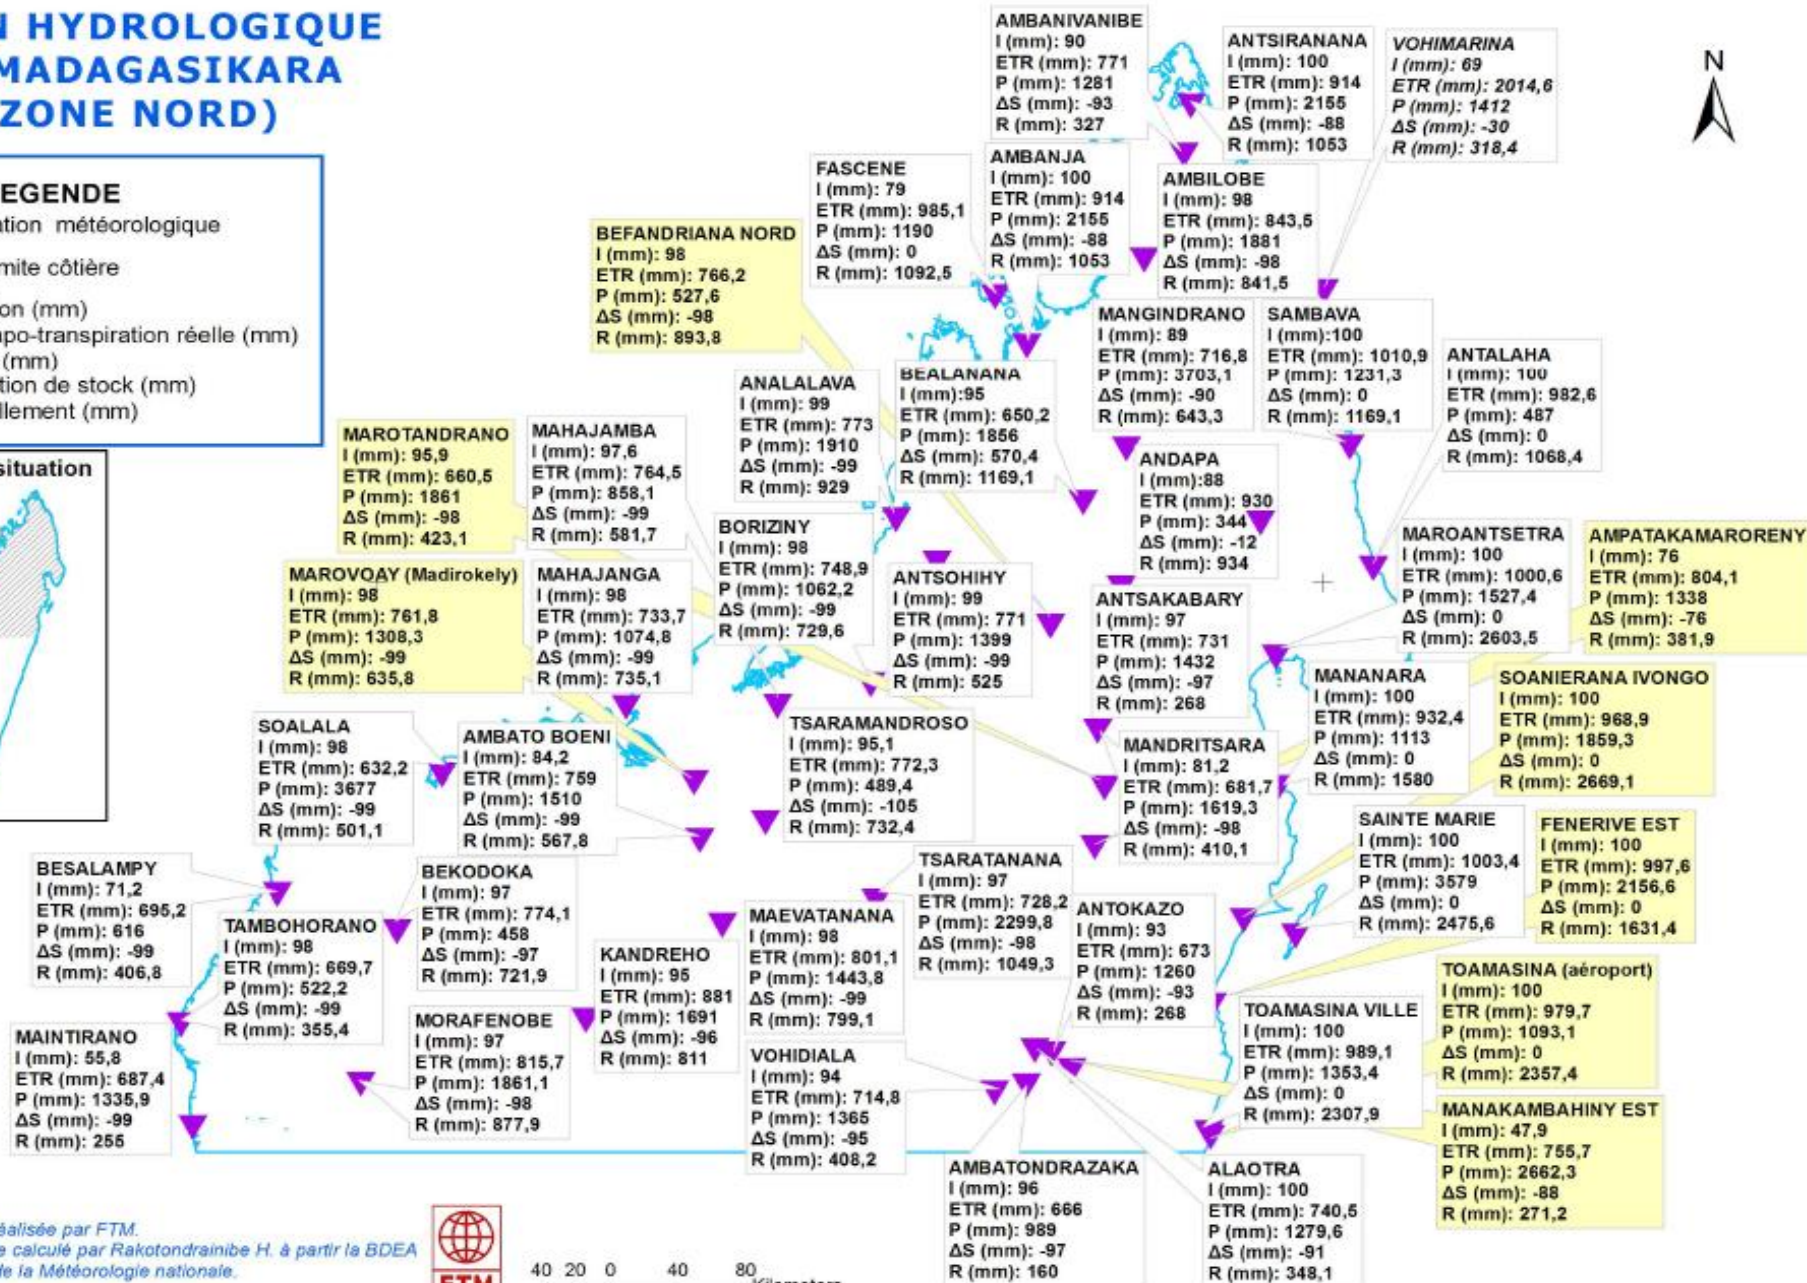 N HYDROLOGIQUE
MADAGASIKARA
ZONE NORD)
EGENDE
ation météorologique
mite côtière
on (mm)
po-transpiration réelle (mm)
(mm)
tion de stock (mm)
llement (mm)
situation
N
AMBANIVANIBE
I (mm): 90
ETR (mm): 771
P (mm): 1281
ΔS (mm): -93
R (mm): 327
ANTSIRANANA
I (mm): 100
ETR (mm): 914
P (mm): 2155
ΔS (mm): -88
R (mm): 1053
VOHIMARINA
I (mm): 69
ETR (mm): 2014,6
P (mm): 1412
ΔS (mm): -30
R (mm): 318,4
FASCENE
I (mm): 79
ETR (mm): 985,1
P (mm): 1190
ΔS (mm): 0
R (mm): 1092,5
AMBANJA
I (mm): 100
ETR (mm): 914
P (mm): 2155
ΔS (mm): -88
R (mm): 1053
AMBILOBE
I (mm): 98
ETR (mm): 843,5
P (mm): 1881
ΔS (mm): -98
R (mm): 841,5
BEFANDRIANA NORD
I (mm): 98
ETR (mm): 766,2
P (mm): 527,6
ΔS (mm): -98
R (mm): 893,8
MANGINDRANO
I (mm): 89
ETR (mm): 716,8
P (mm): 3703,1
ΔS (mm): -90
R (mm): 643,3
SAMBAVA
I (mm):100
ETR (mm): 1010,9
P (mm): 1231,3
ΔS (mm): 0
R (mm): 1169,1
ANTALAHA
I (mm): 100
ETR (mm): 982,6
P (mm): 487
ΔS (mm): 0
R (mm): 1068,4
ANALALAVA
I (mm): 99
ETR (mm): 773
P (mm): 1910
ΔS (mm): -99
R (mm): 929
BEALANANA
I (mm):95
ETR (mm): 650,2
P (mm): 1856
ΔS (mm): 570,4
R (mm): 1169,1
MAROTANDRANO
I (mm): 95,9
ETR (mm): 660,5
P (mm): 1861
ΔS (mm): -98
R (mm): 423,1
MAHAJAMBA
I (mm): 97,6
ETR (mm): 764,5
P (mm): 858,1
ΔS (mm): -99
R (mm): 581,7
ANDAPA
I (mm):88
ETR (mm): 930
P (mm): 344
ΔS (mm): -12
R (mm): 934
BORIZINY
I (mm): 98
ETR (mm): 748,9
P (mm): 1062,2
ΔS (mm): -99
R (mm): 729,6
MAROANTSETRA
I (mm): 100
ETR (mm): 1000,6
P (mm): 1527,4
ΔS (mm): 0
R (mm): 2603,5
AMPATAKAMARORENY
I (mm): 76
ETR (mm): 804,1
P (mm): 1338
ΔS (mm): -76
R (mm): 381,9
MAROVOAY (Madirokely)
I (mm): 98
ETR (mm): 761,8
P (mm): 1308,3
ΔS (mm): -99
R (mm): 635,8
MAHAJANGA
I (mm): 98
ETR (mm): 733,7
P (mm): 1074,8
ΔS (mm): -99
R (mm): 735,1
ANTSOHIHY
I (mm): 99
ETR (mm): 771
P (mm): 1399
ΔS (mm): -99
R (mm): 525
ANTSAKABARY
I (mm): 97
ETR (mm): 731
P (mm): 1432
ΔS (mm): -97
R (mm): 268
MANANARA
I (mm): 100
ETR (mm): 932,4
P (mm): 1113
ΔS (mm): 0
R (mm): 1580
SOANIERANA IVONGO
I (mm): 100
ETR (mm): 968,9
P (mm): 1859,3
ΔS (mm): 0
R (mm): 2669,1
SOALALA
I (mm): 98
ETR (mm): 632,2
P (mm): 3677
ΔS (mm): -99
R (mm): 501,1
AMBATO BOENI
I (mm): 84,2
ETR (mm): 759
P (mm): 1510
ΔS (mm): -99
R (mm): 567,8
TSARAMANDROSO
I (mm): 95,1
ETR (mm): 772,3
P (mm): 489,4
ΔS (mm): -105
R (mm): 732,4
MANDRITSARA
I (mm): 81,2
ETR (mm): 681,7
P (mm): 1619,3
ΔS (mm): -98
R (mm): 410,1
SAINTE MARIE
I (mm): 100
ETR (mm): 1003,4
P (mm): 3579
ΔS (mm): 0
R (mm): 2475,6
FENERIVE EST
I (mm): 100
ETR (mm): 997,6
P (mm): 2156,6
ΔS (mm): 0
R (mm): 1631,4
BESALAMPY
I (mm): 71,2
ETR (mm): 695,2
P (mm): 616
ΔS (mm): -99
R (mm): 406,8
BEKODOKA
I (mm): 97
ETR (mm): 774,1
P (mm): 458
ΔS (mm): -97
R (mm): 721,9
TSARATANANA
I (mm): 97
ETR (mm): 728,2
P (mm): 2299,8
ΔS (mm): -98
R (mm): 1049,3
TAMBOHORANO
I (mm): 98
ETR (mm): 669,7
P (mm): 522,2
ΔS (mm): -99
R (mm): 355,4
MAEVATANANA
I (mm): 98
ETR (mm): 801,1
P (mm): 1443,8
ΔS (mm): -99
R (mm): 799,1
ANTOKAZO
I (mm): 93
ETR (mm): 673
P (mm): 1260
ΔS (mm): -93
R (mm): 268
KANDREHO
I (mm): 95
ETR (mm): 881
P (mm): 1691
ΔS (mm): -96
R (mm): 811
TOAMASINA (aéroport)
I (mm): 100
ETR (mm): 979,7
P (mm): 1093,1
ΔS (mm): 0
R (mm): 2357,4
TOAMASINA VILLE
I (mm): 100
ETR (mm): 989,1
P (mm): 1353,4
ΔS (mm): 0
R (mm): 2307,9
MAINTIRANO
I (mm): 55,8
ETR (mm): 687,4
P (mm): 1335,9
ΔS (mm): -99
R (mm): 255
MORAFENOBE
I (mm): 97
ETR (mm): 815,7
P (mm): 1861,1
ΔS (mm): -98
R (mm): 877,9
VOHIDIALA
I (mm): 94
ETR (mm): 714,8
P (mm): 1365
ΔS (mm): -95
R (mm): 408,2
MANAKAMBAHINY EST
I (mm): 47,9
ETR (mm): 755,7
P (mm): 2662,3
ΔS (mm): -88
R (mm): 271,2
AMBATONDRAZAKA
I (mm): 96
ETR (mm): 666
P (mm): 989
ΔS (mm): -97
R (mm): 160
ALAOTRA
I (mm): 100
ETR (mm): 740,5
P (mm): 1279,6
ΔS (mm): -91
R (mm): 348,1
éalisée par FTM.
e calculé par Rakotondrainibe H. à partir la BDEA
de la Météorologie nationale.
FTM
40 20 0 40 80
Kilometers